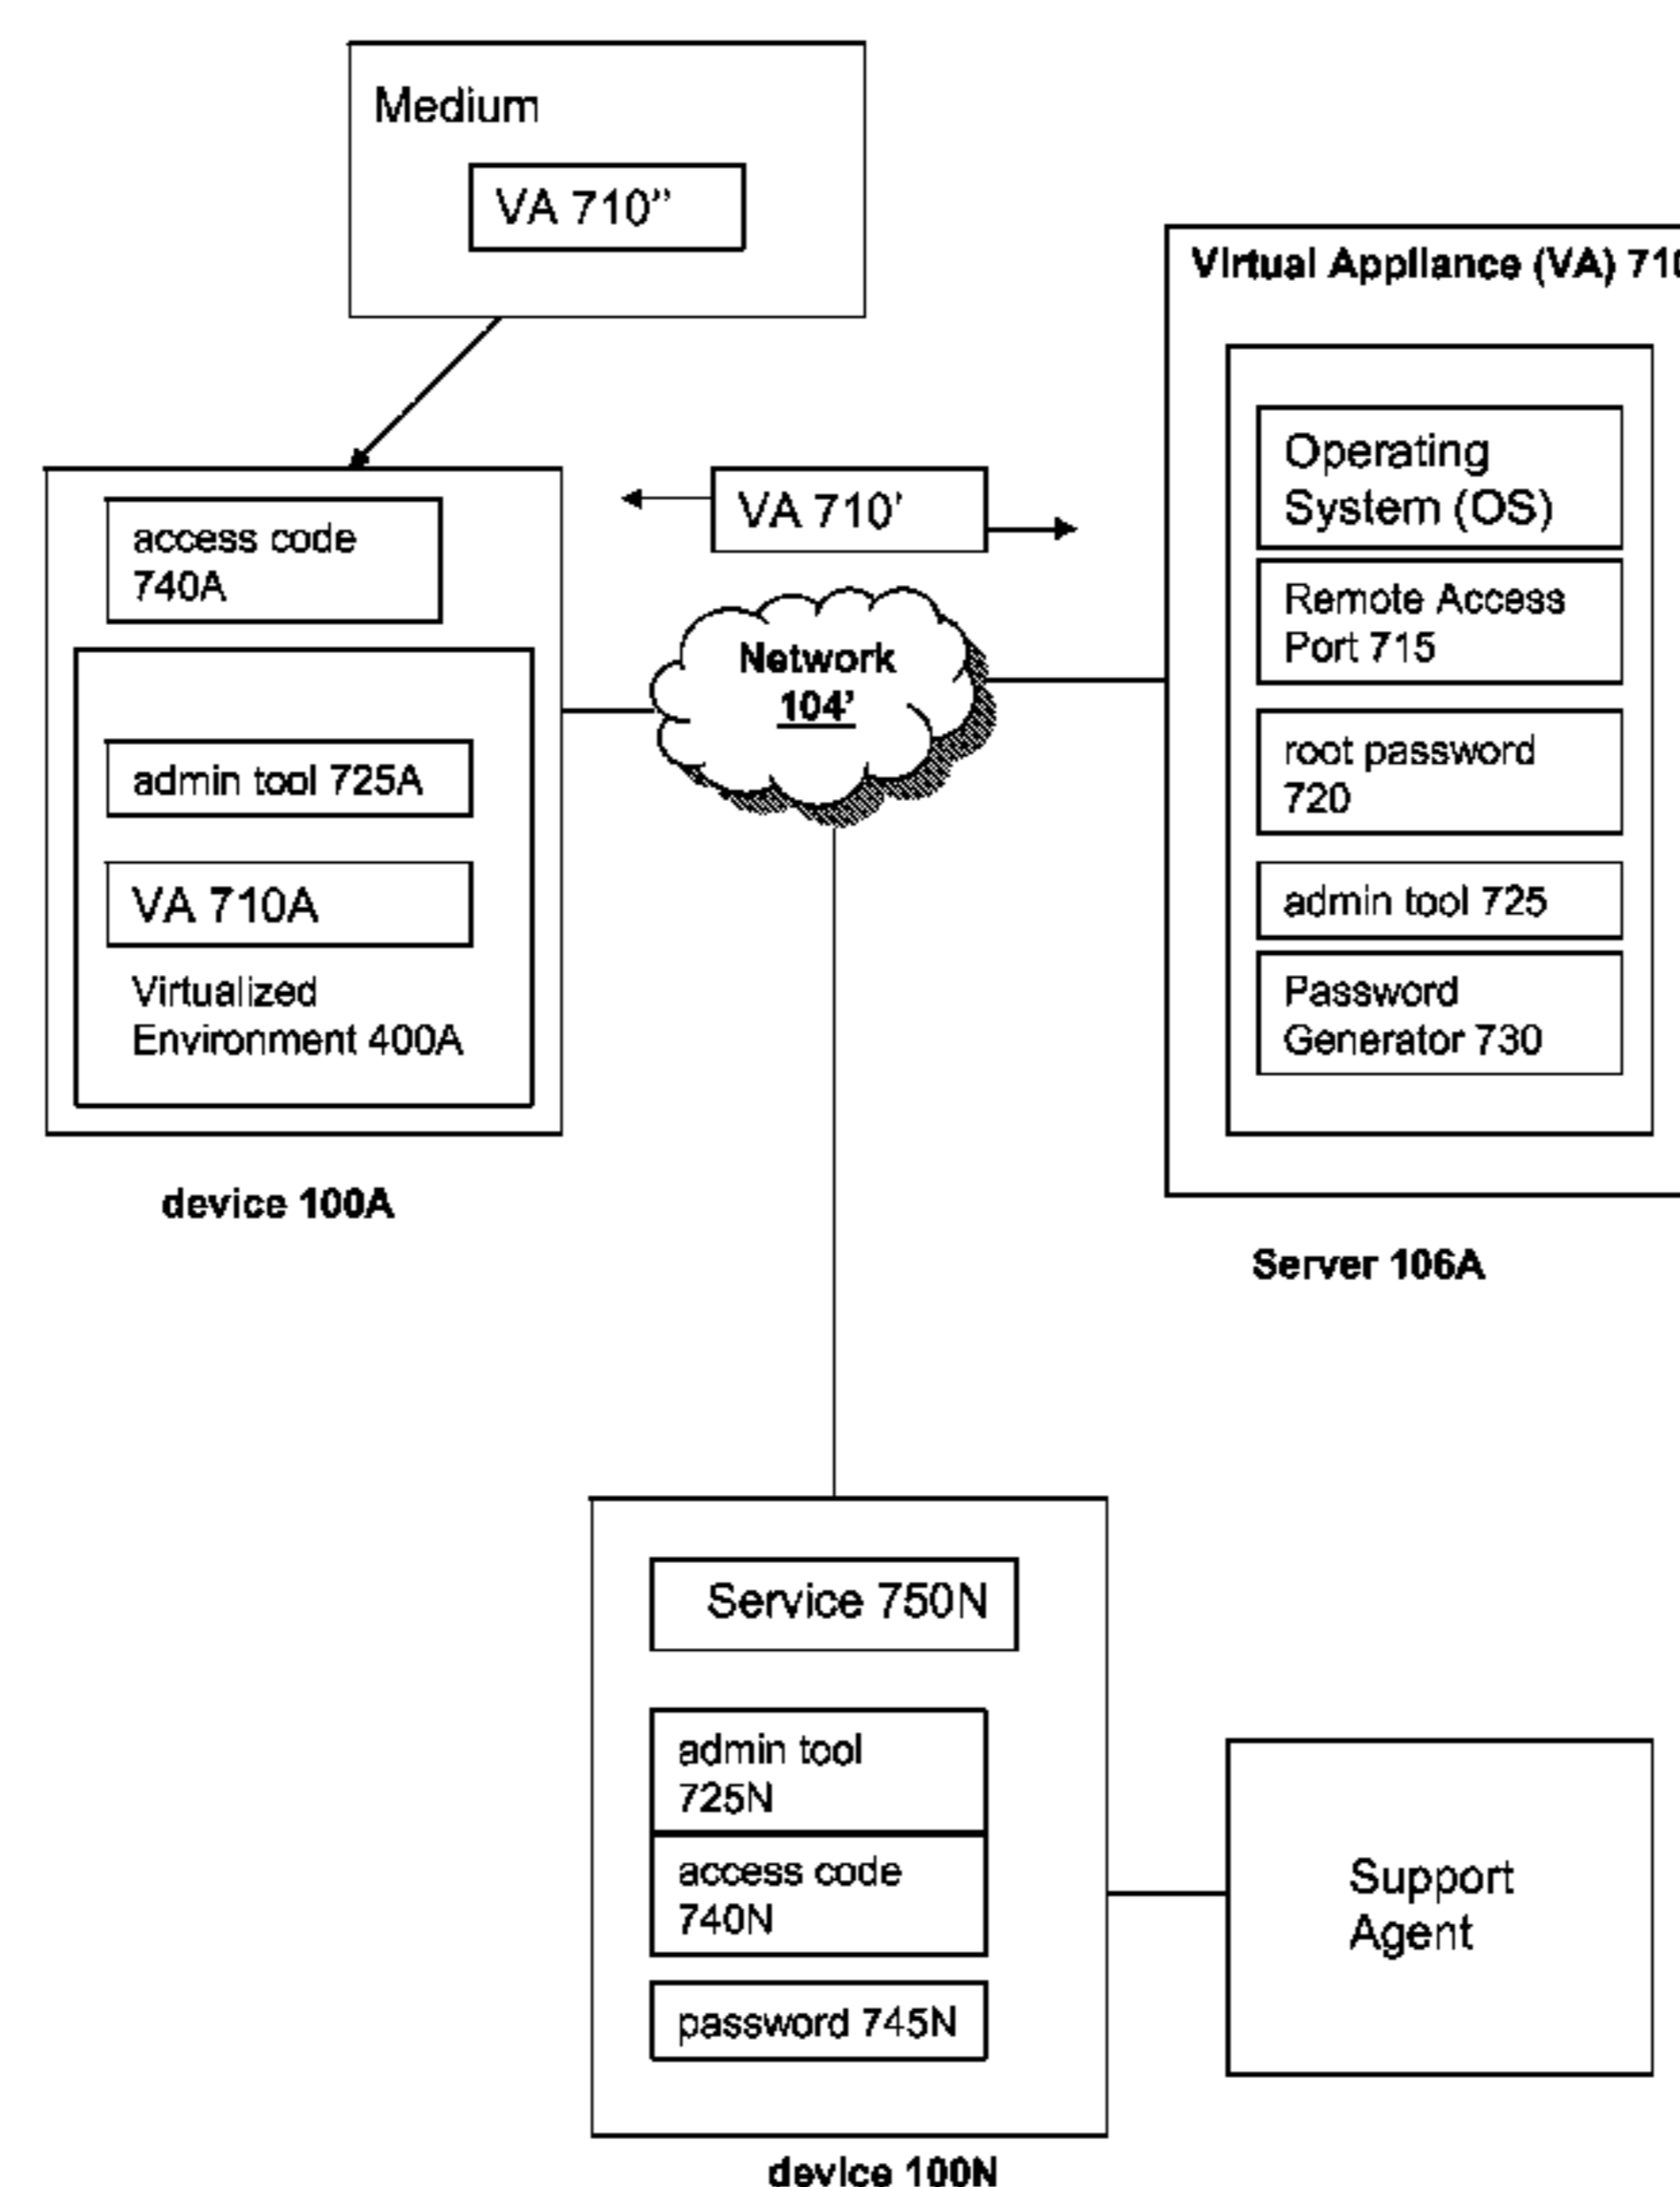 Medium
VA 710''
Virtual Appliance (VA) 710
Operating
System (OS)
Remote Access
Port 715
root password
720
admin tool 725
Password
Generator 730
Server 106A
VA 710'
Network
104'
access code
740A
admin tool 725A
VA 710A
Virtualized
Environment 400A
device 100A
Service 750N
admin tool
725N
access code
740N
password 745N
device 100N
Support
Agent